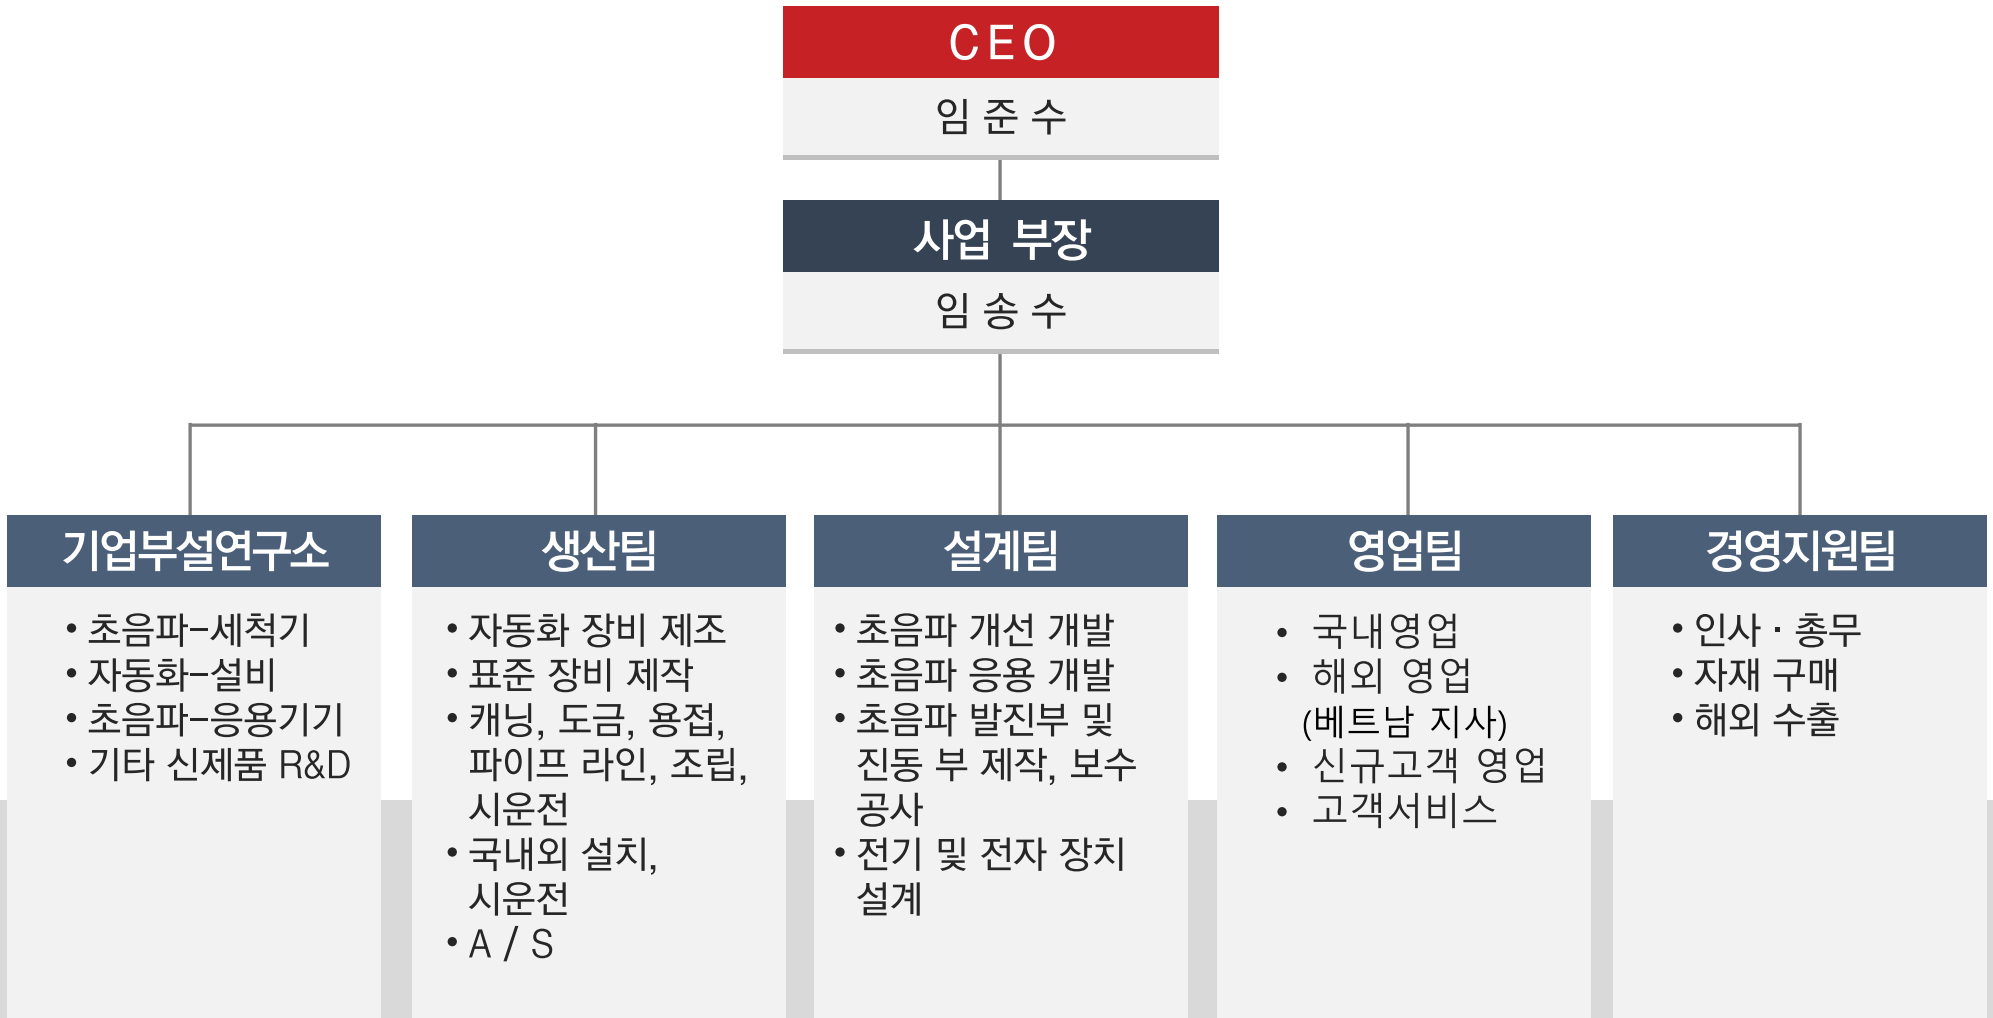 CEO
임 준 수
사업 부장
임 송 수
기업부설연구소
• 초음파-세척기
• 자동화-설비
• 초음파-응용기기
• 기타 신제품 R&D
생산팀
• 자동화 장비 제조
• 표준 장비 제작
• 캐닝, 도금, 용접,
파이프 라인, 조립,
시운전
• 국내외 설치,
시운전
• A / S
설계팀
• 초음파 개선 개발
• 초음파 응용 개발
• 초음파 발진부 및
진동 부 제작, 보수
공사
• 전기 및 전자 장치
설계
영업팀
• 국내영업
• 해외 영업
(베트남 지사)
• 신규고객 영업
• 고객서비스
경영지원팀
• 인사 · 총무
• 자재 구매
• 해외 수출